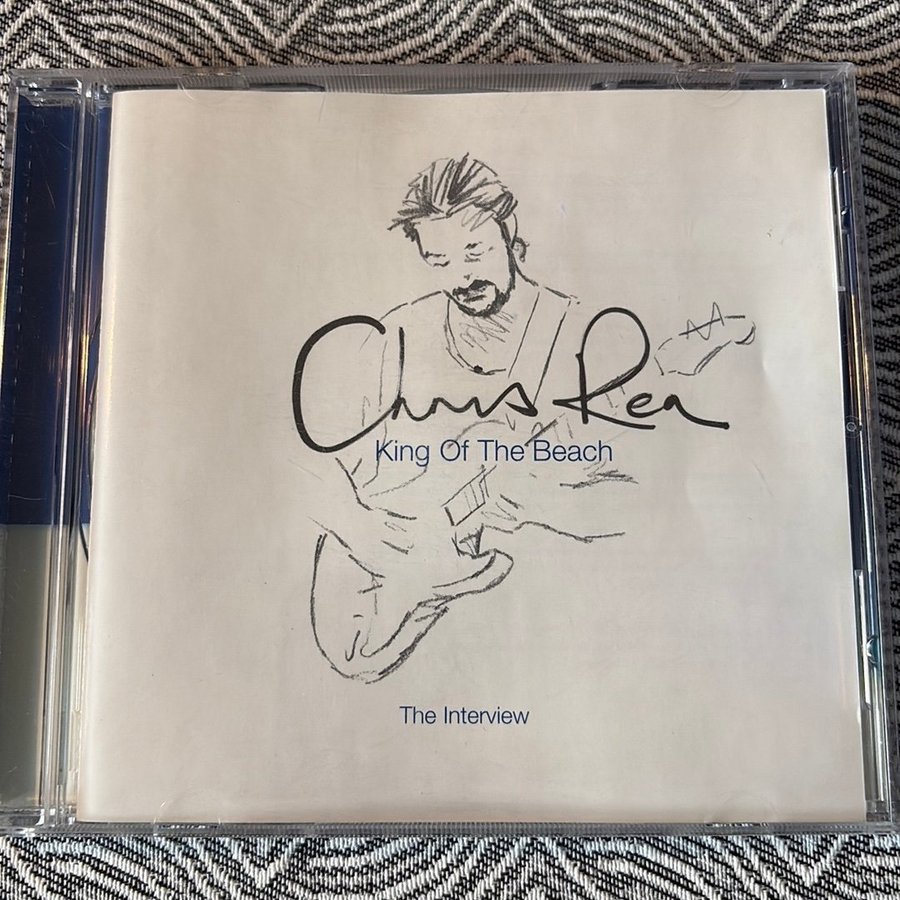 Chris Rea
King Of The Beach
The Interview